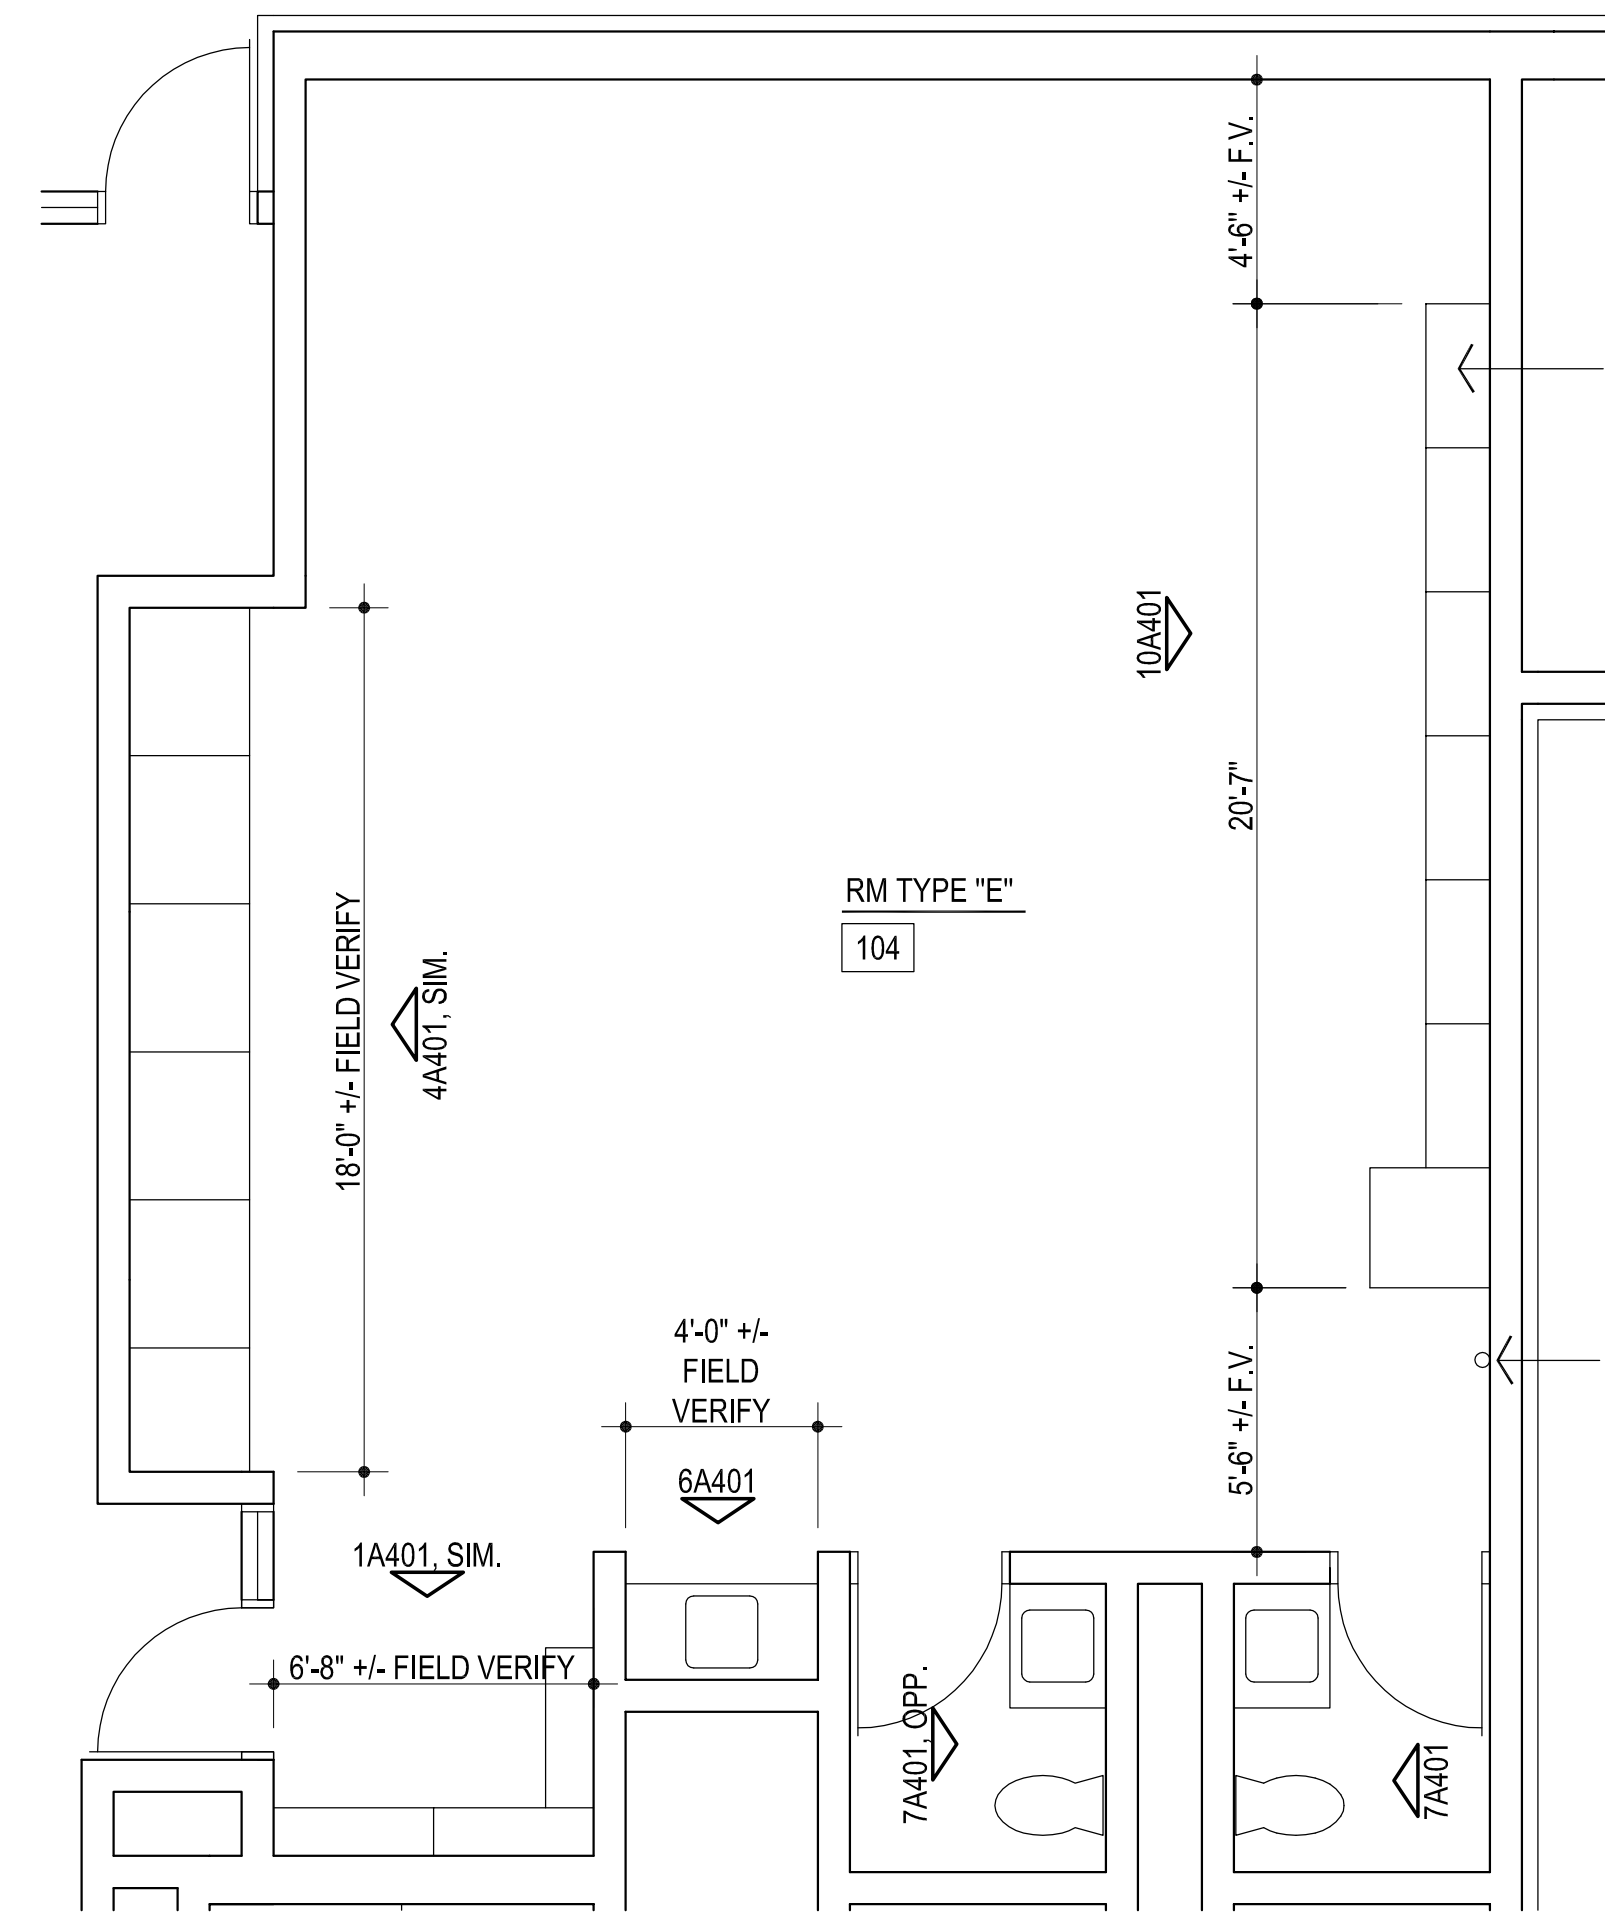 4'-6" +/- F.V.
10A401
20'-7"
RM TYPE "E"
104
18'-0" +/- FIELD VERIFY
4A401, SIM.
4'-0" +/-
FIELD
VERIFY
5'-6" +/- F.V.
6A401
1A401, SIM.
6'-8" +/- FIELD VERIFY
7A401, OPP.
7A401